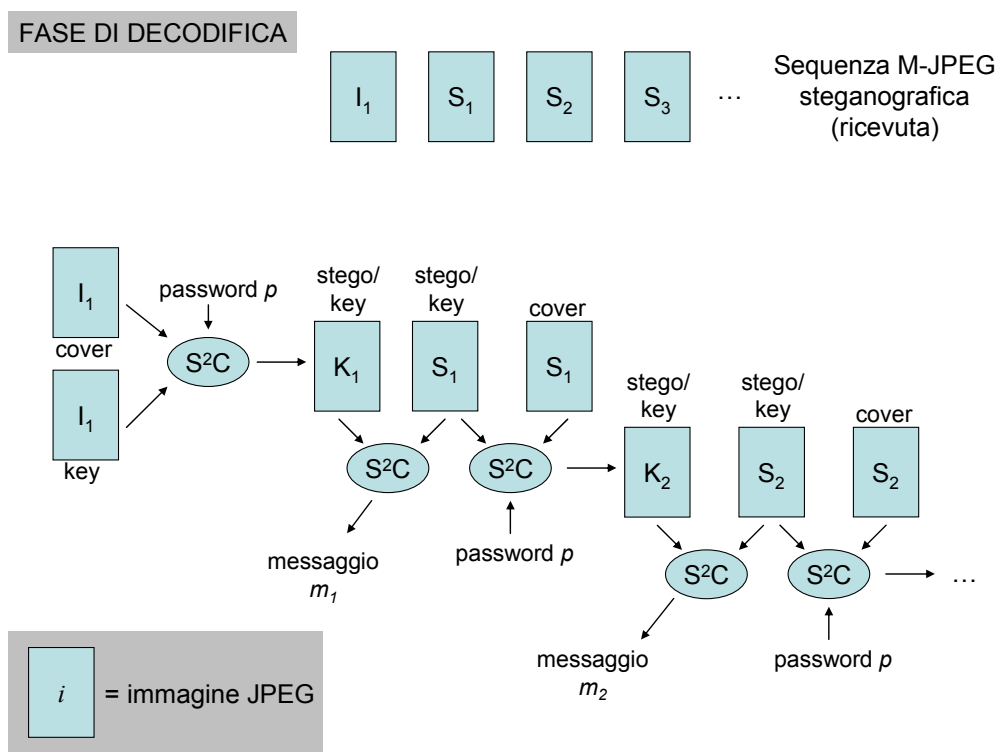 FASE DI DECODIFICA
I₁
S₁
S₂
S₃
...
Sequenza M-JPEG
steganografica
(ricevuta)
I₁
cover
password p
I₁
key
S²C
stego/
key
K₁
stego/
key
S₁
cover
S₁
S²C
S²C
messaggio
m₁
password p
stego/
key
K₂
stego/
key
S₂
cover
S₂
S²C
S²C
...
messaggio
m₂
password p
i = immagine JPEG